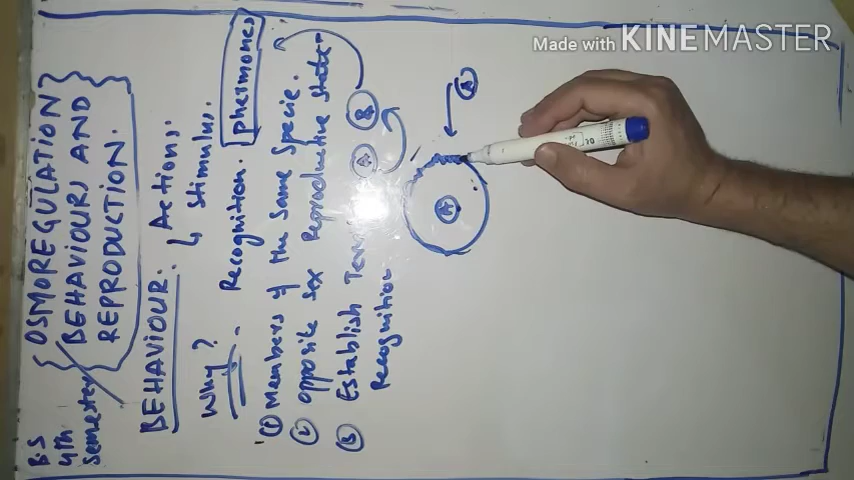 Made with KINEMASTER
B.S
4th
Semester
{OSMOREGULATION}
{BEHAVIOURS AND}
REPRODUCTION.
BEHAVIOUR. Actions.
↳ Stimulus.
Why? - Recognition. pheromones
(1) Members of the Same Specie.
(2) opposite sex Reproductive state
(3) Establish
Recognition
A B
B
A